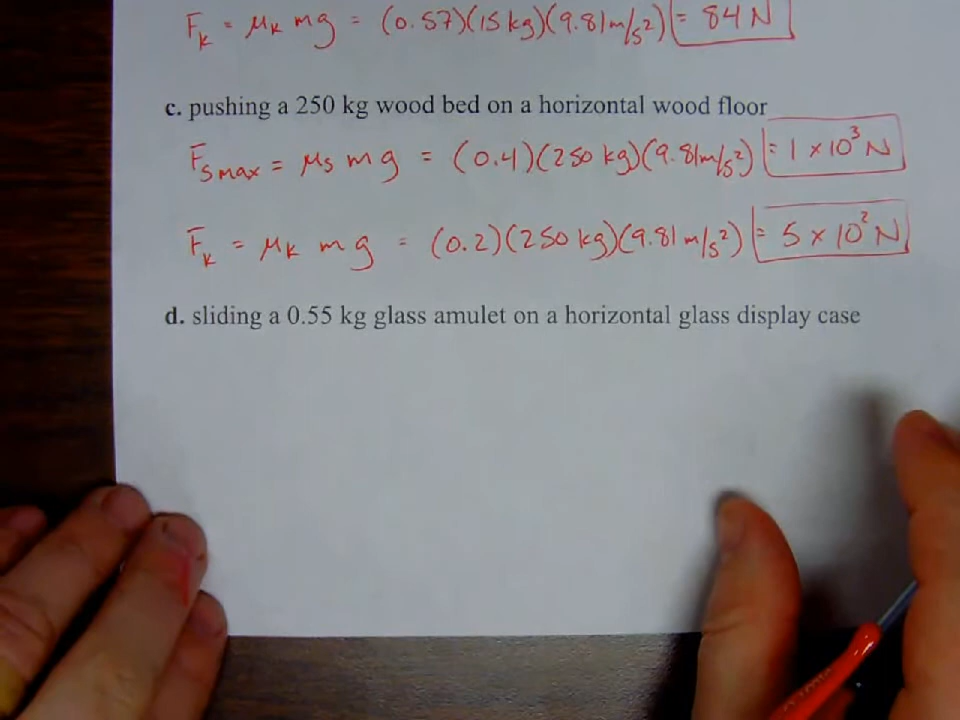 Fk = μk mg = (0.57)(15 kg)(9.81 m/s²) = 84 N
c. pushing a 250 kg wood bed on a horizontal wood floor
Fs max = μs mg = (0.4)(250 kg)(9.81 m/s²) = 1 × 10³ N
Fk = μk mg = (0.2)(250 kg)(9.81 m/s²) = 5 × 10² N
d. sliding a 0.55 kg glass amulet on a horizontal glass display case